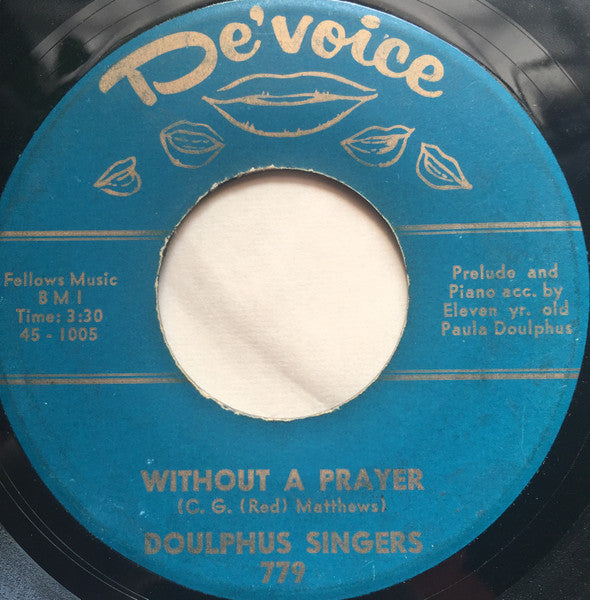 De'voice
Fellows Music
B M I
Time: 3:30
45 - 1005
Prelude and
Piano acc. by
Eleven yr. old
Paula Doulphus
WITHOUT A PRAYER
(C. G. (Red) Matthews)
DOULPHUS SINGERS
779